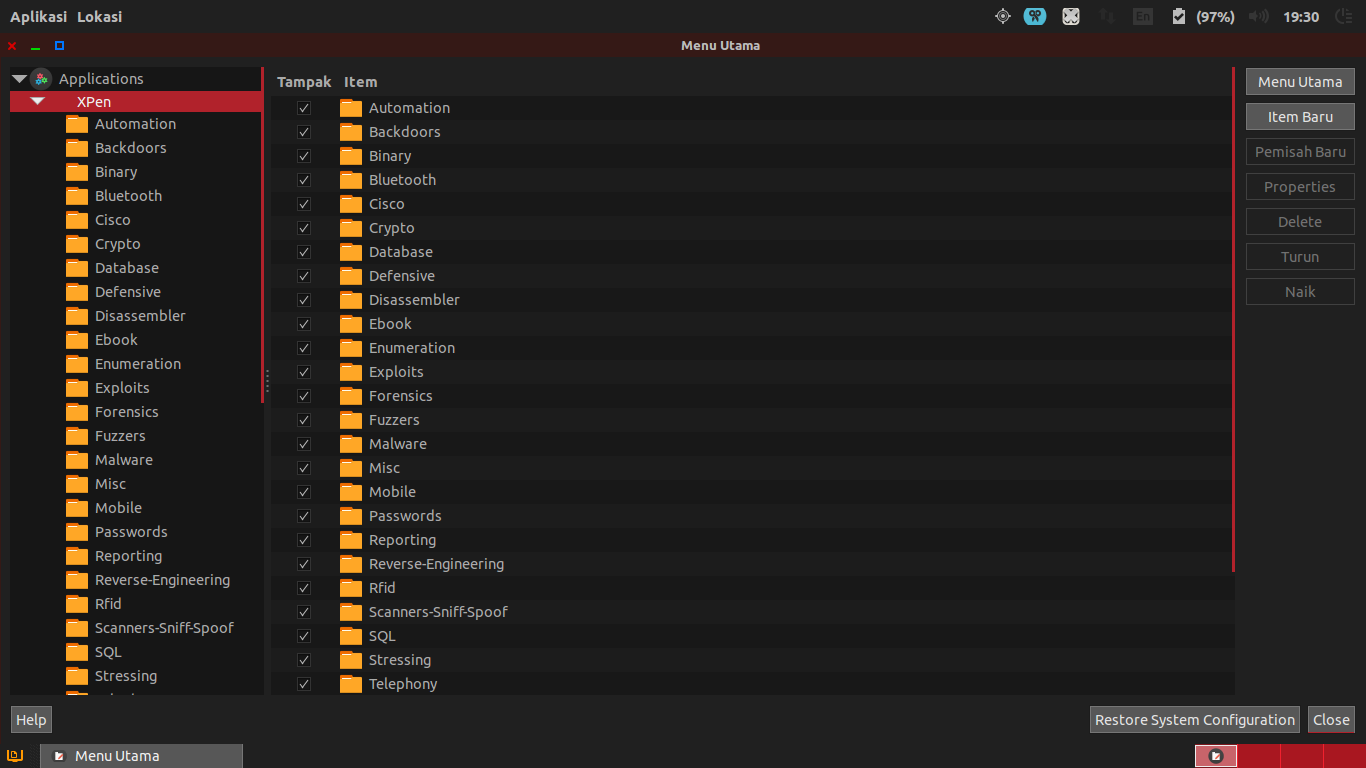 Aplikasi Lokasi
En (97%) 19:30
Menu Utama
Applications
XPen
Automation
Backdoors
Binary
Bluetooth
Cisco
Crypto
Database
Defensive
Disassembler
Ebook
Enumeration
Exploits
Forensics
Fuzzers
Malware
Misc
Mobile
Passwords
Reporting
Reverse-Engineering
Rfid
Scanners-Sniff-Spoof
SQL
Stressing
Tampak Item
Automation
Backdoors
Binary
Bluetooth
Cisco
Crypto
Database
Defensive
Disassembler
Ebook
Enumeration
Exploits
Forensics
Fuzzers
Malware
Misc
Mobile
Passwords
Reporting
Reverse-Engineering
Rfid
Scanners-Sniff-Spoof
SQL
Stressing
Telephony
Menu Utama
Item Baru
Pemisah Baru
Properties
Delete
Turun
Naik
Help
Restore System Configuration
Close
Menu Utama